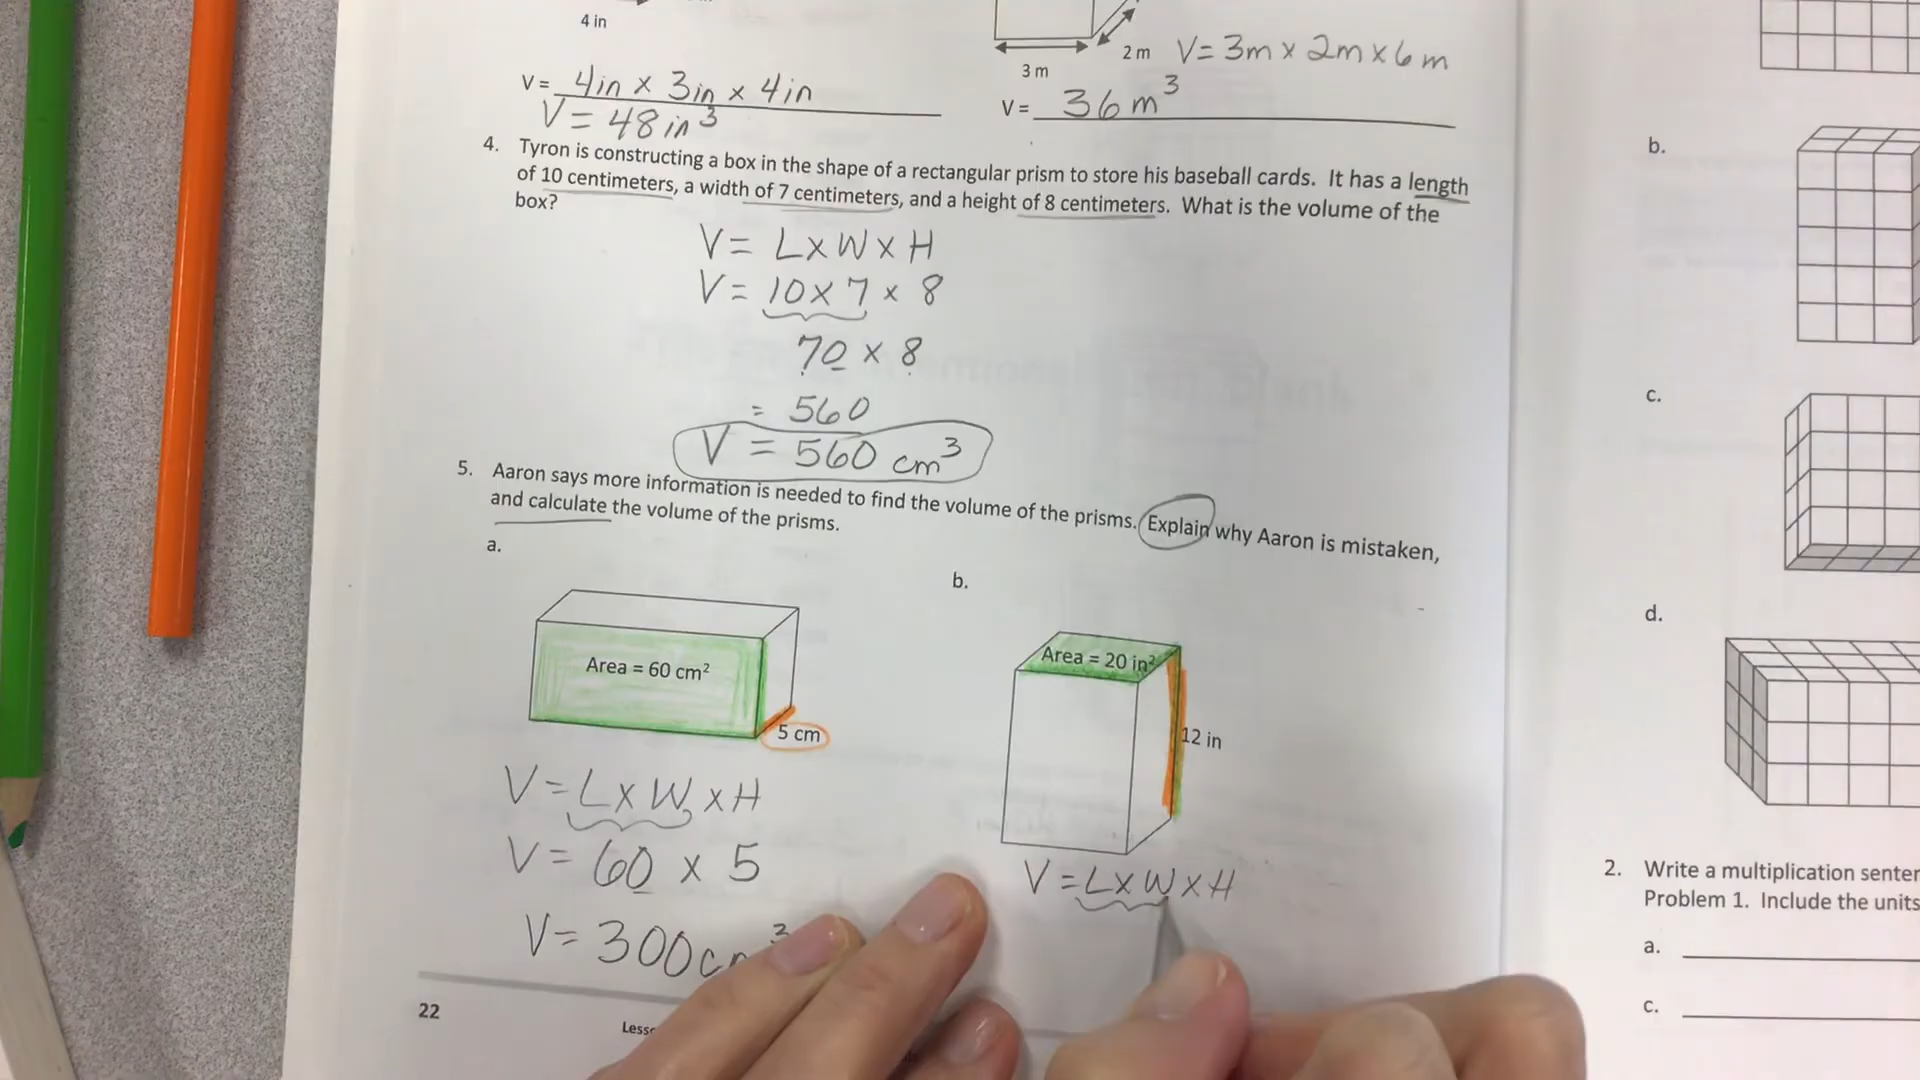 4 in
2 m
V= 3m x 2m x 6m
3 m
V = 4in x 3in x 4in
V = 48 in³
V = 36 m³
4. Tyron is constructing a box in the shape of a rectangular prism to store his baseball cards. It has a length
of 10 centimeters, a width of 7 centimeters, and a height of 8 centimeters. What is the volume of the
box?
V = L x W x H
V = 10 x 7 x 8
70 x 8
= 560
V = 560 cm³
5. Aaron says more information is needed to find the volume of the prisms. Explain why Aaron is mistaken,
and calculate the volume of the prisms.
a.
b.
Area = 60 cm²
5 cm
V = L x W x H
V = 60 x 5
V = 300
3
Area = 20 in²
12 in
V = L x W x H
22
b.
c.
d.
2. Write a multiplication
Problem 1. Include the units
a.
c.